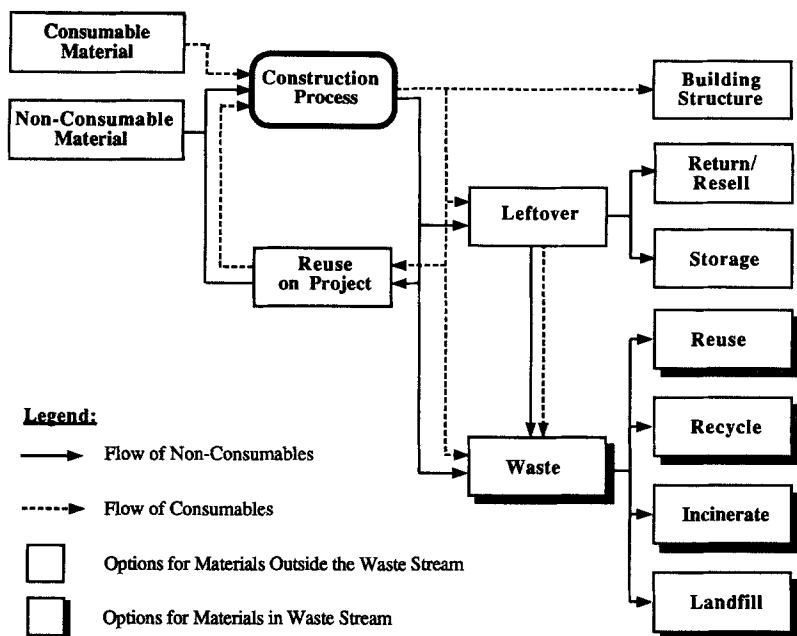 Consumable
Material
Non-Consumable
Material
Construction
Process
Building
Structure
Return/
Resell
Leftover
Storage
Reuse
on Project
Reuse
Recycle
Waste
Incinerate
Landfill
Legend:
Flow of Non-Consumables
Flow of Consumables
Options for Materials Outside the Waste Stream
Options for Materials in Waste Stream